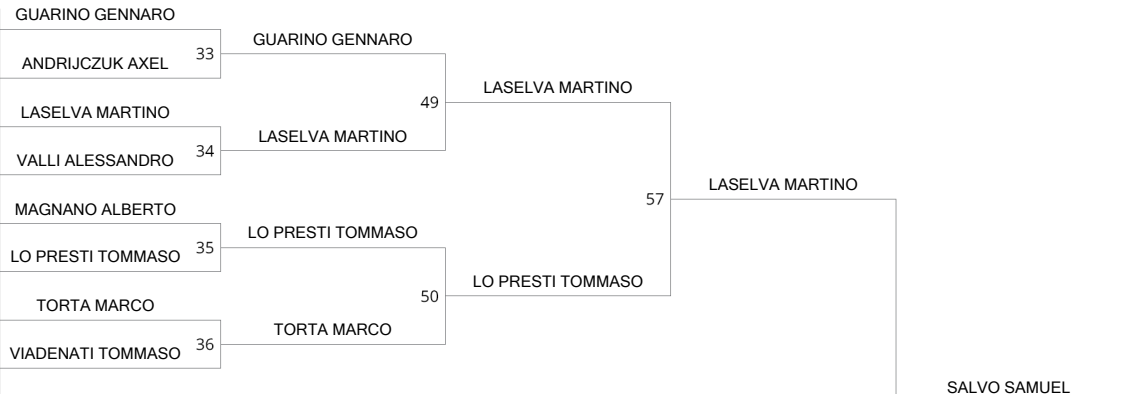 GUARINO GENNARO
33
ANDRIJCZUK AXEL
GUARINO GENNARO
LASELVA MARTINO
34
VALLI ALESSANDRO
LASELVA MARTINO
49
LASELVA MARTINO
MAGNANO ALBERTO
35
LO PRESTI TOMMASO
LO PRESTI TOMMASO
TORTA MARCO
36
VIADENATI TOMMASO
TORTA MARCO
50
LO PRESTI TOMMASO
57
LASELVA MARTINO
SALVO SAMUEL